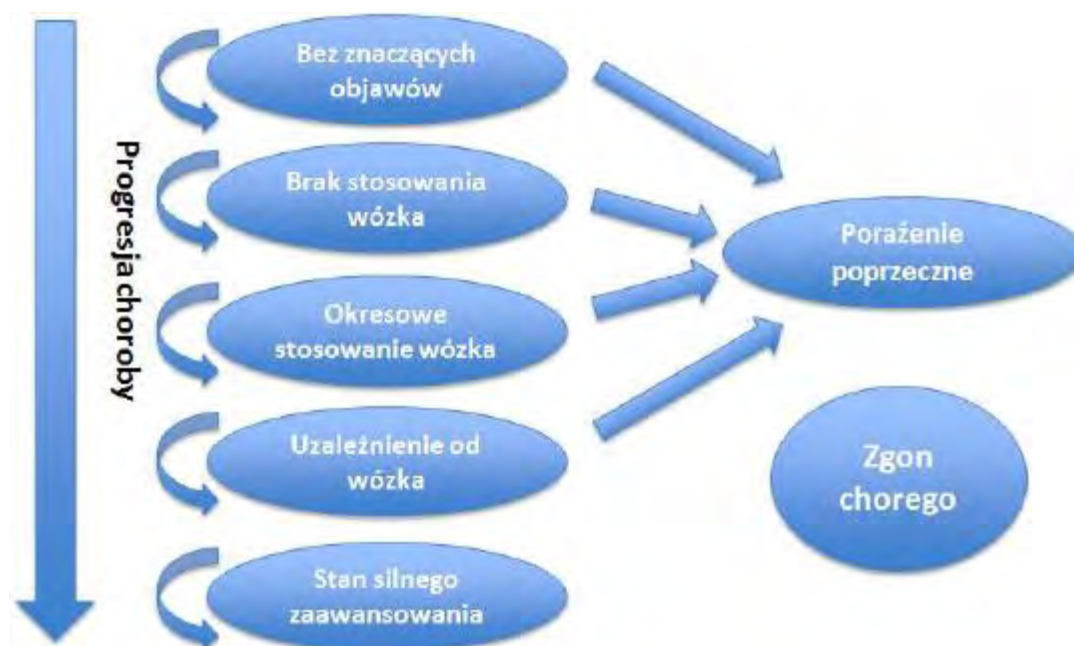 Progresja choroby
Bez znaczących
objawów
Brak stosowania
wózka
Okresowe
stosowanie wózka
Uzależnienie od
wózka
Stan silnego
zaawansowania
Porażenie
poprzeczne
Zgon
chorego